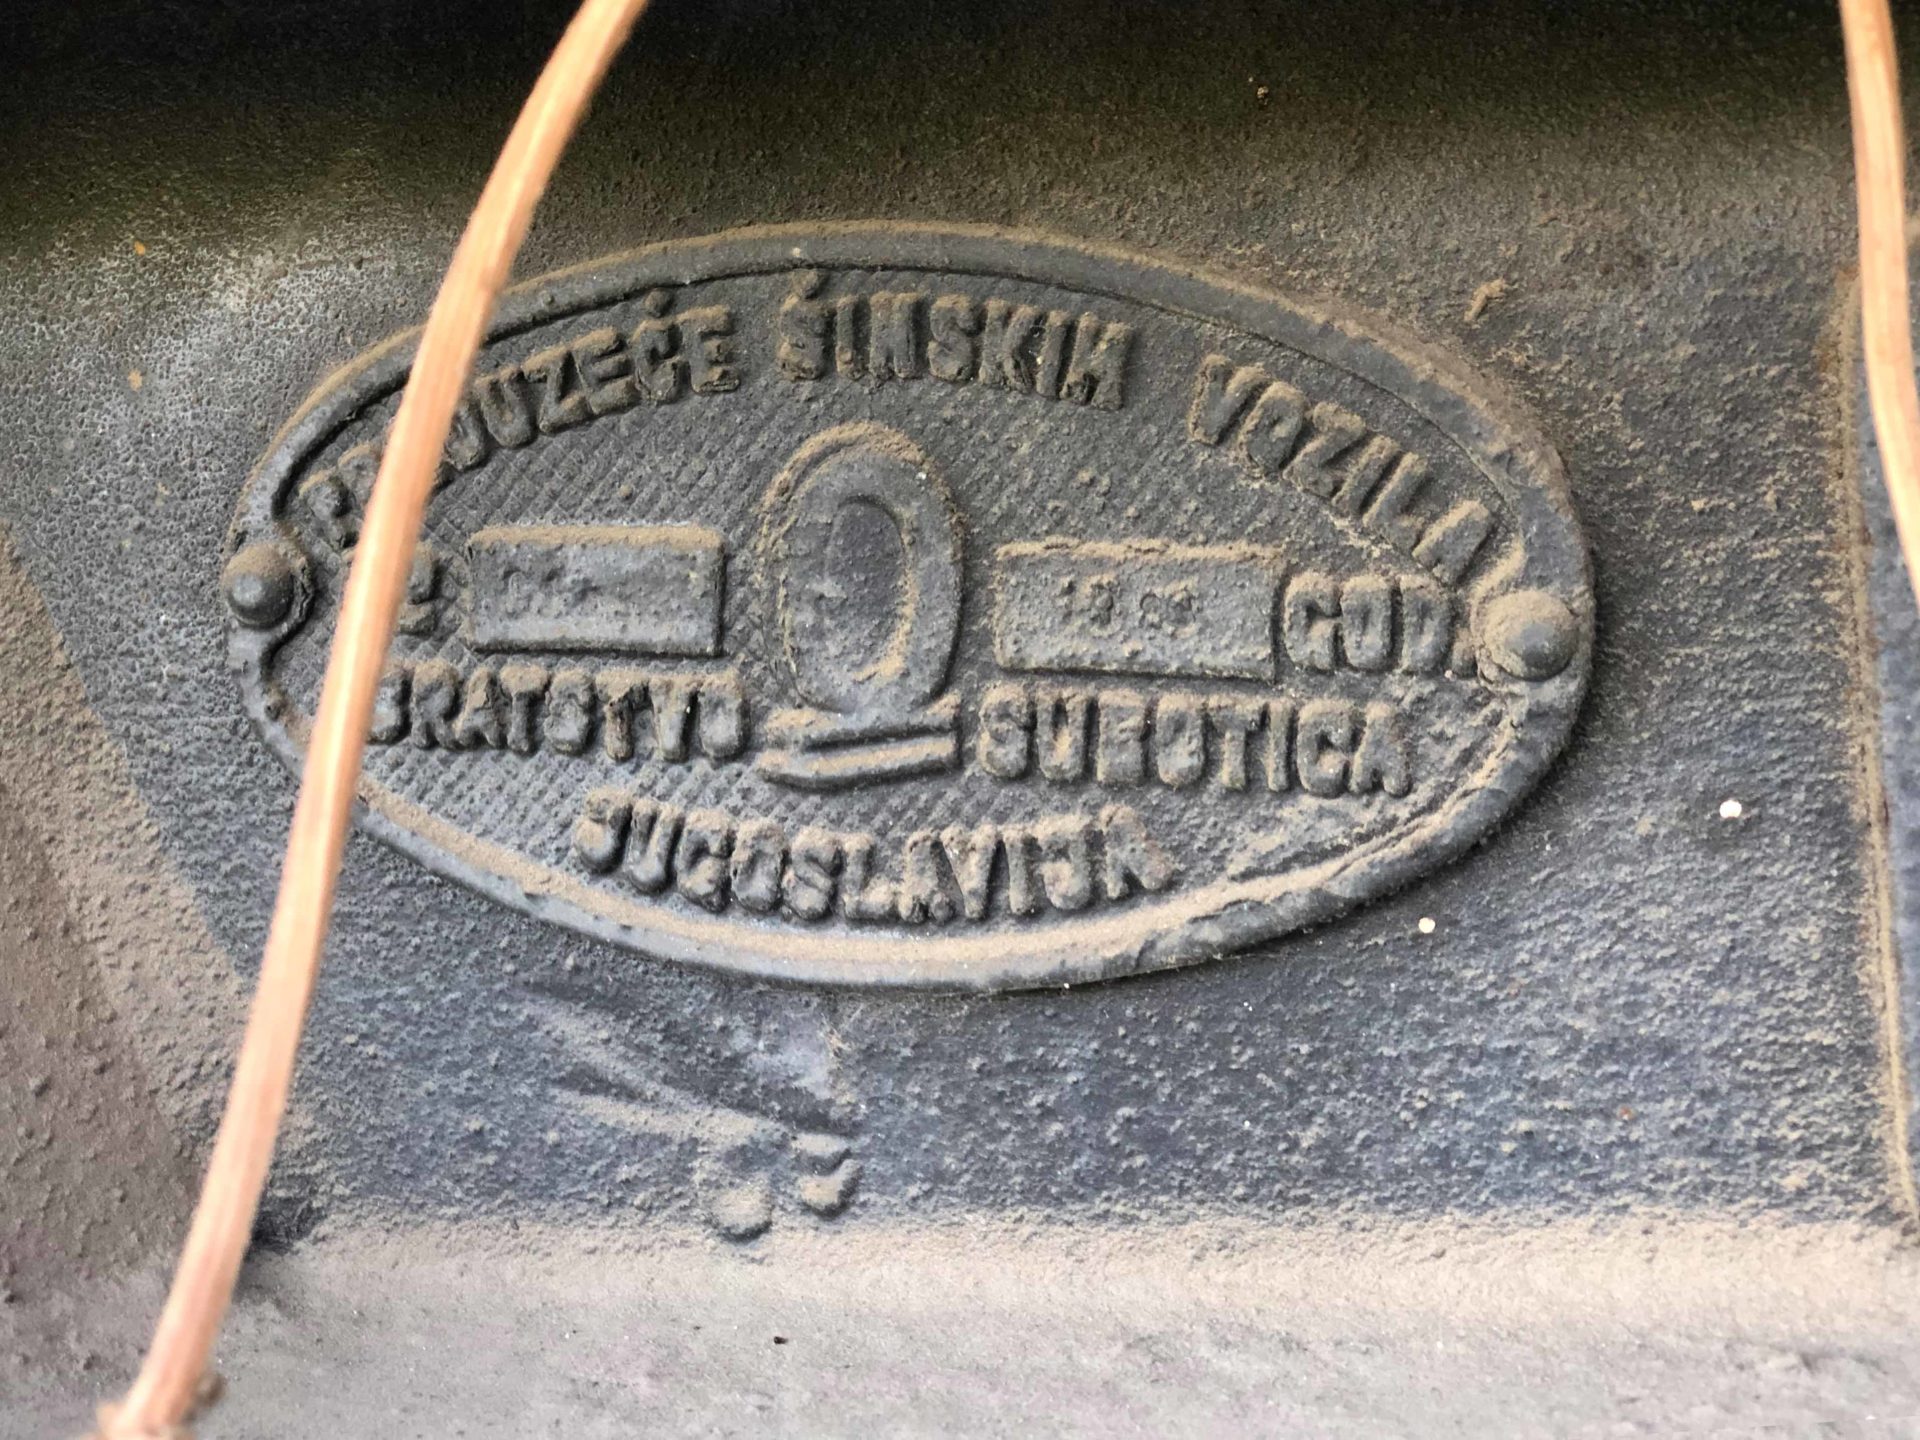 PREDUZEĆE ŠINSKIH VOZILA
GOD.
BRATSTVO SUBOTICA
JUGOSLAVIJA